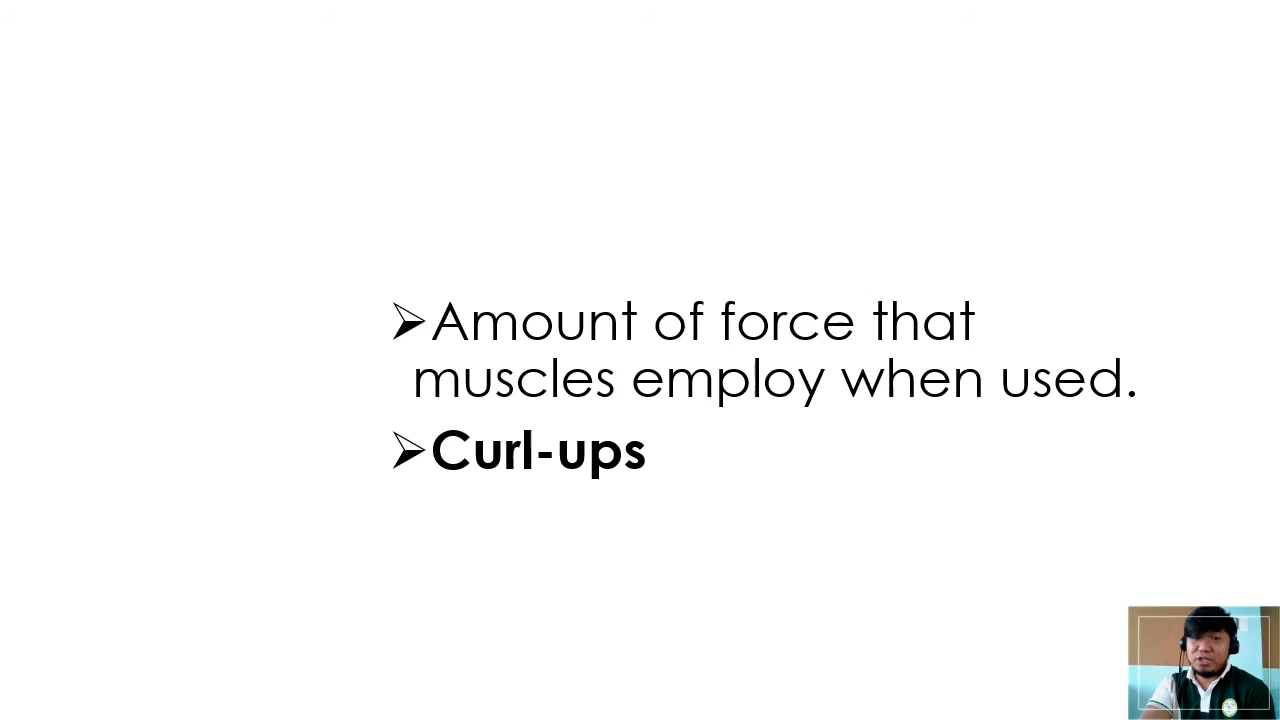 ➢Amount of force that
muscles employ when used.
➢Curl-ups